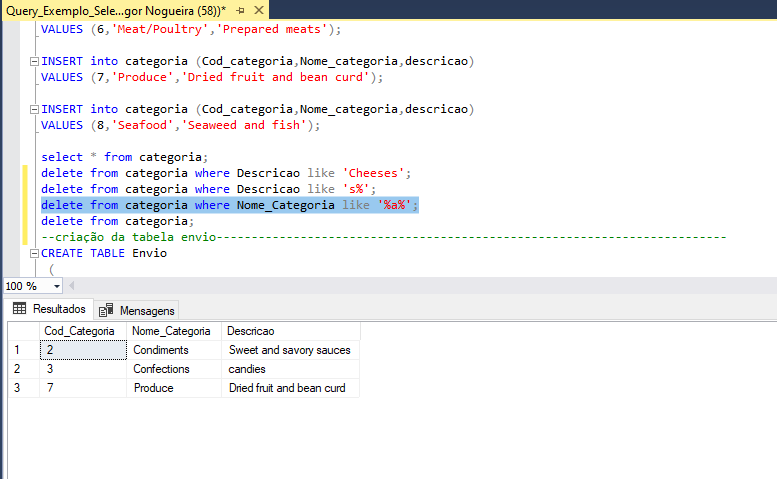 Query_Exemplo_Sele...gor Nogueira (58))*
VALUES (6,'Meat/Poultry','Prepared meats');
INSERT into categoria (Cod_categoria,Nome_categoria,descricao)
VALUES (7,'Produce','Dried fruit and bean curd');
INSERT into categoria (Cod_categoria,Nome_categoria,descricao)
VALUES (8,'Seafood','Seaweed and fish');
select * from categoria;
delete from categoria where Descricao like 'Cheeses';
delete from categoria where Descricao like 's%';
delete from categoria where Nome_Categoria like '%a%';
delete from categoria;
--criação da tabela envio----------------------------------------------------------------
CREATE TABLE Envio
(
100 %
Resultados Mensagens
Cod_Categoria Nome_Categoria Descricao
1 2 Condiments Sweet and savory sauces
2 3 Confections candies
3 7 Produce Dried fruit and bean curd